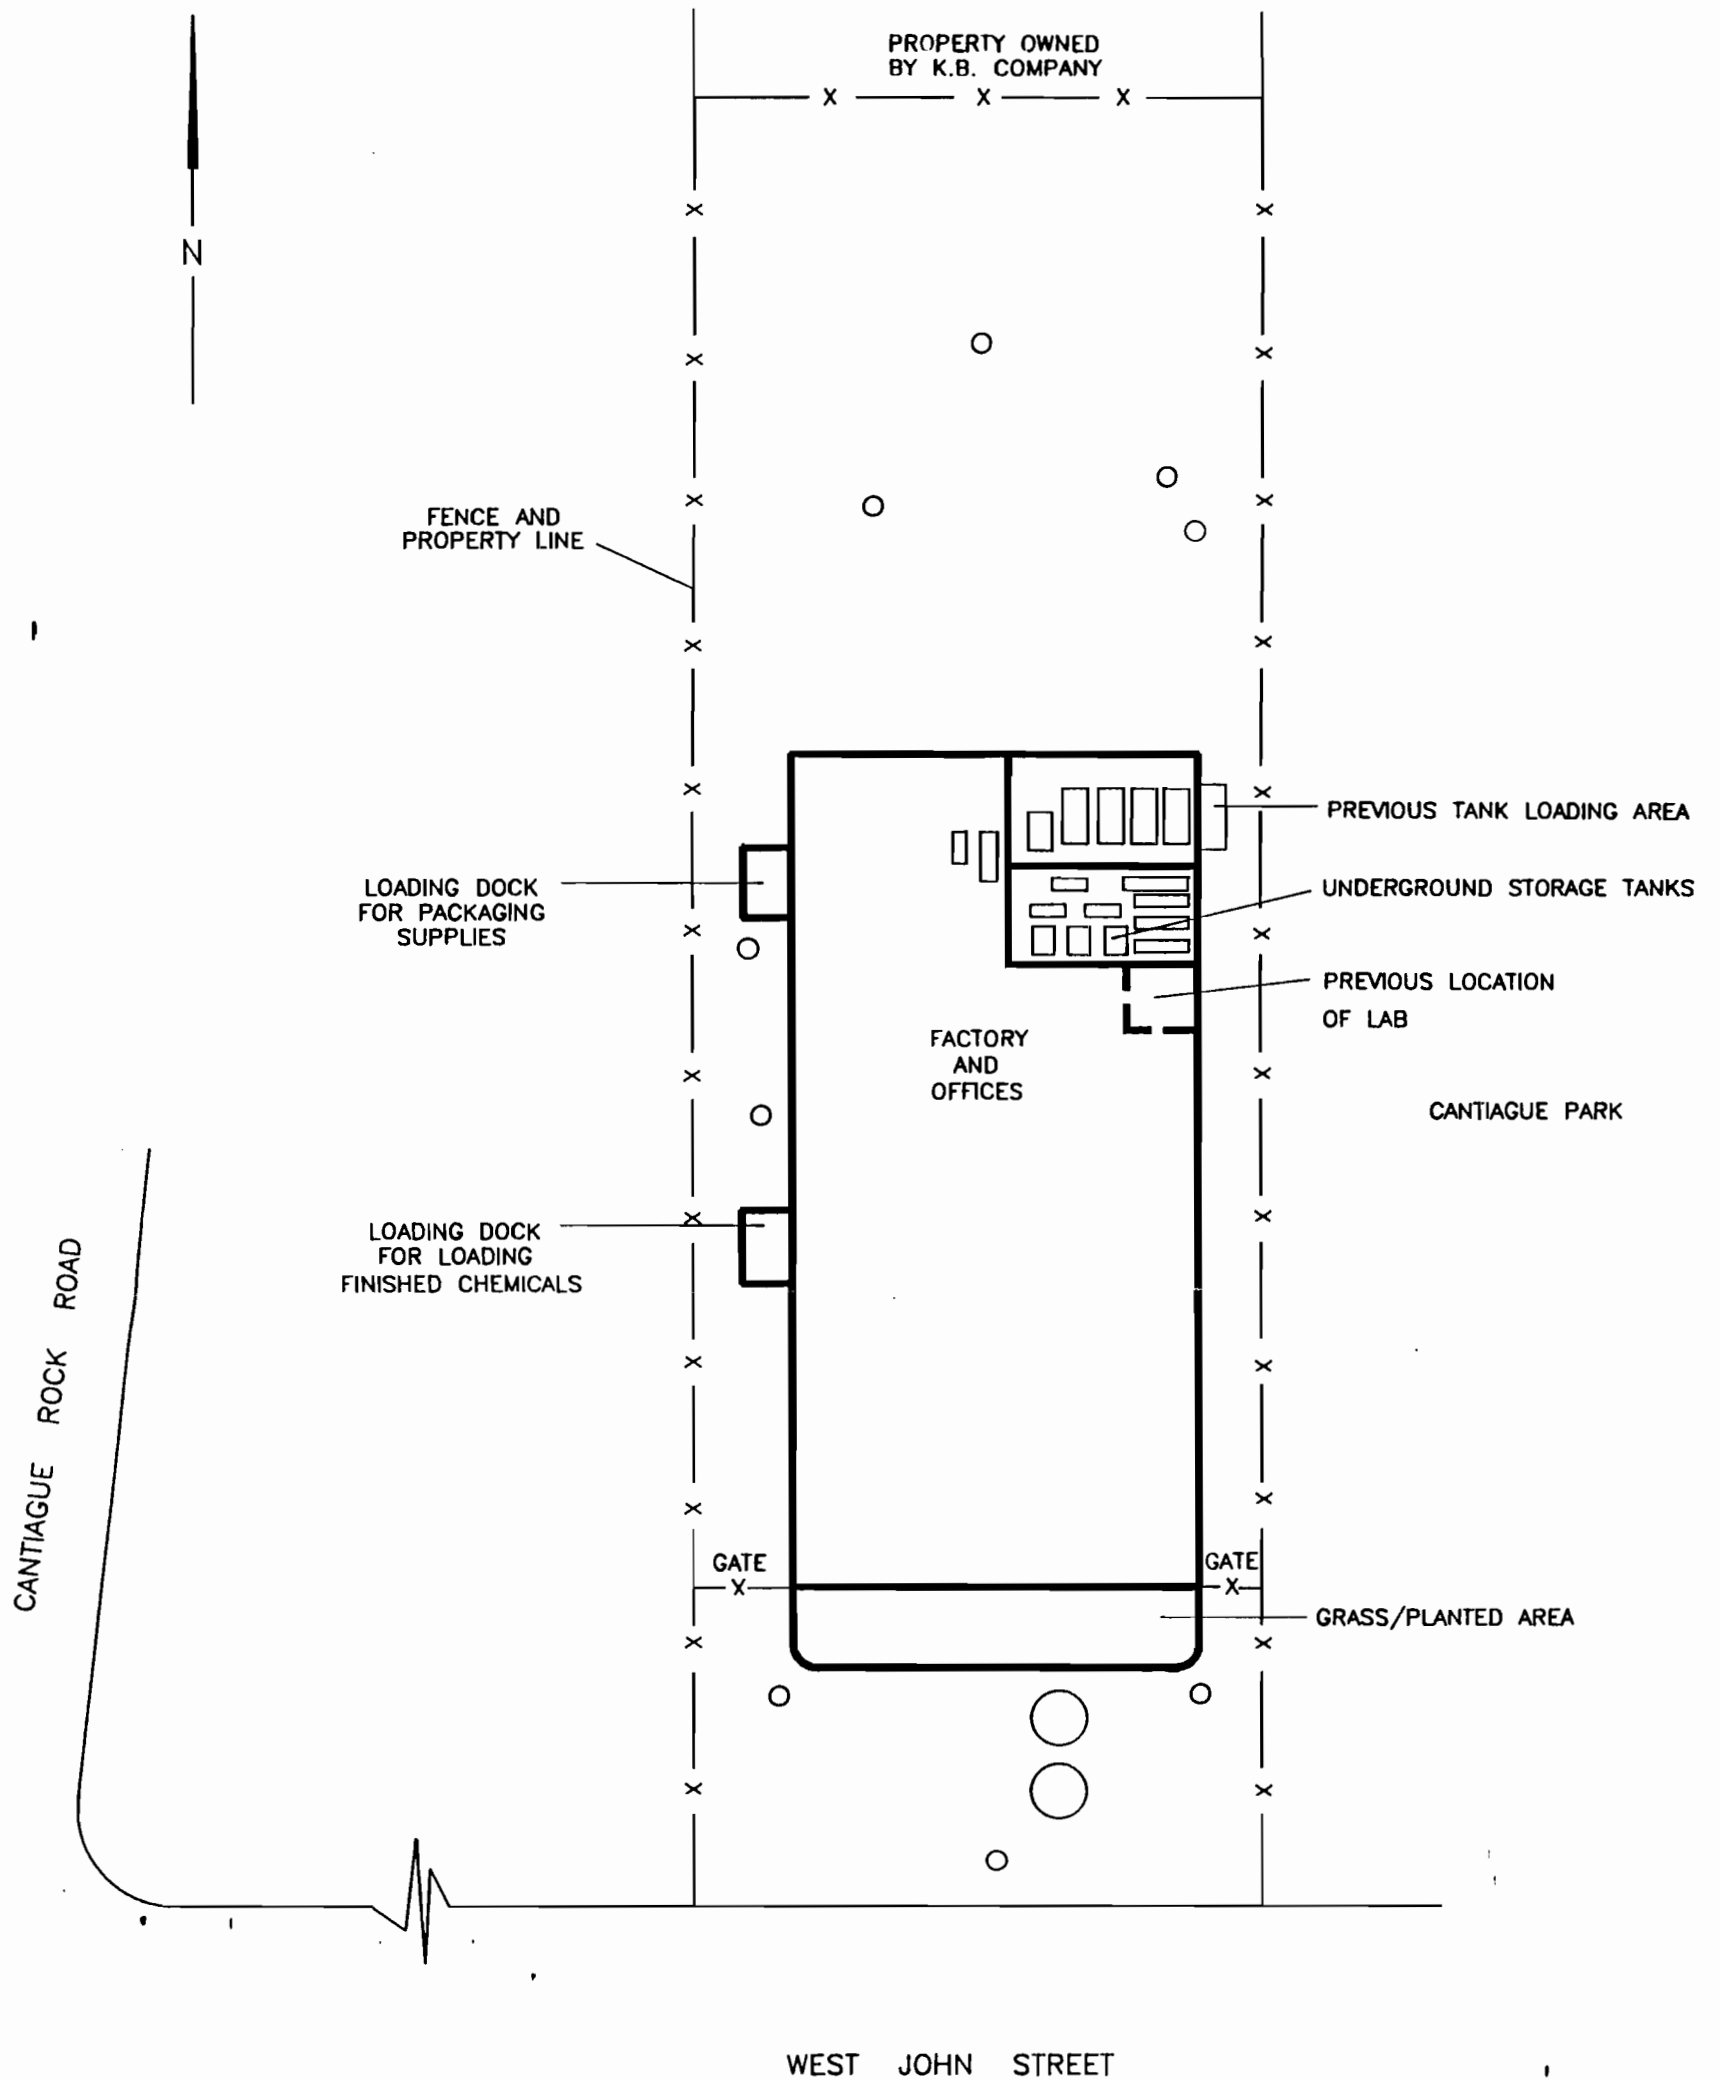 PROPERTY OWNED
BY K.B. COMPANY
X X X
N
FENCE AND
PROPERTY LINE
PREVIOUS TANK LOADING AREA
LOADING DOCK
FOR PACKAGING
SUPPLIES
UNDERGROUND STORAGE TANKS
PREVIOUS LOCATION
OF LAB
FACTORY
AND
OFFICES
CANTIAGUE PARK
LOADING DOCK
FOR LOADING
FINISHED CHEMICALS
CANTIAGUE ROCK ROAD
GATE
X
GATE
X
GRASS/PLANTED AREA
WEST JOHN STREET